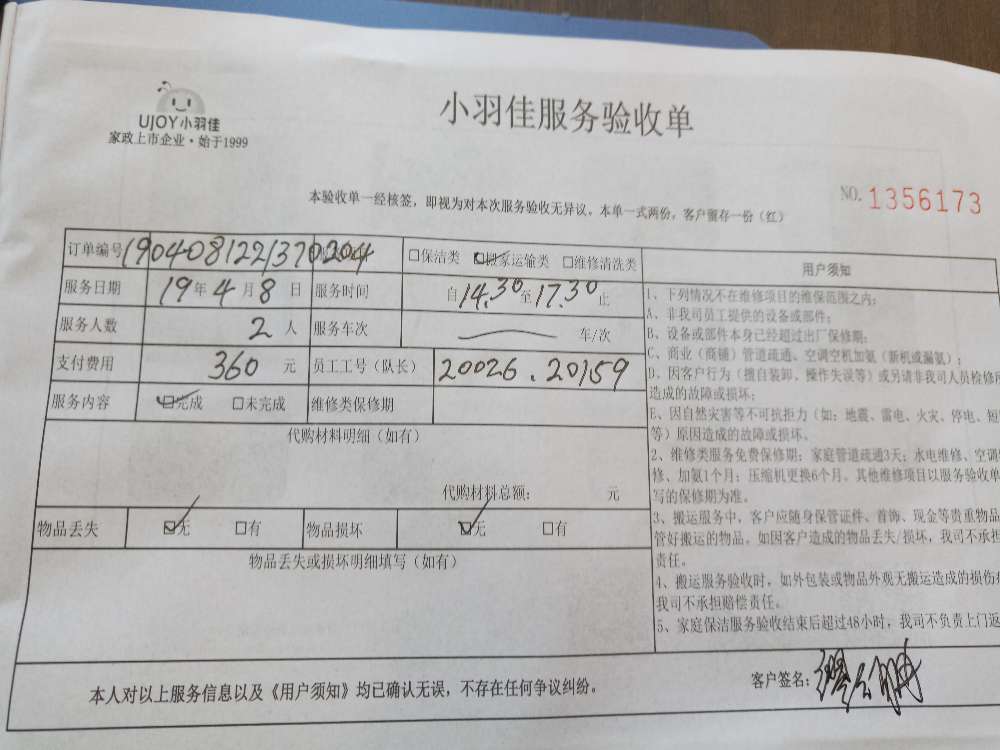 UJOY小羽佳
家政上市企业·始于1999
小羽佳服务验收单
本验收单一经核签，即视为对本次服务验收无异议。本单一式两份，客户留存一份（红）
NO. 1356173
订单编号 190408122137020204 □保洁类 □搬家运输类 □维修清洗类
服务日期 19年4月8日 服务时间 自14.30至17.30止
服务人数 2人 服务车次 车/次
支付费用 360元 员工工号（队长） 20026.20159
服务内容 □完成 □未完成 维修类保修期
代购材料明细（如有）
代购材料总额： 元
物品丢失 □无 □有 物品损坏 □无 □有
物品丢失或损坏明细填写（如有）
用户须知
1、下列情况不在维修项目的维保范围之内：
A、非我司员工提供的设备或部件；
B、设备或部件本身已经超过出厂保修期；
C、商业（商铺）管道疏通、空调空机加氨（新机或漏氨）；
D、因客户行为（擅自装卸、操作失误等）或另请非我司人员检修所
造成的故障或损坏；
E、因自然灾害等不可抗拒力（如：地震、雷电、火灾、停电、短
等）原因造成的故障或损坏。
2、维修类服务免费保修期：家庭管道疏通3天；水电维修、空调
修、加氨1个月；压缩机更换6个月。其他维修项目以服务验收单
写的保修期为准。
3、搬运服务中，客户应随身保管证件、首饰、现金等贵重物品
管好搬运的物品。如因客户造成的物品丢失/损坏，我司不承担
责任。
4、搬运服务验收时，如外包装或物品外观无搬运造成的损伤
我司不承担赔偿责任。
5、家庭保洁服务验收结束后超过48小时，我司不负责上门返
本人对以上服务信息以及《用户须知》均已确认无误，不存在任何争议纠纷。
客户签名：